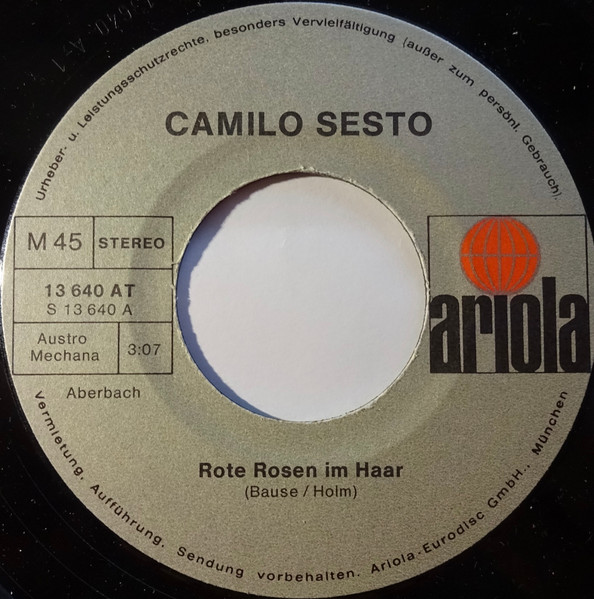 Urheber- u. Leistungsschutzrechte, besonders Vervielfältigung (außer zum persönl. Gebrauch).
CAMILO SESTO
M 45
STEREO
13 640 AT
S 13 640 A
Austro
Mechana
3:07
Aberbach
ariola
Rote Rosen im Haar
(Bause / Holm)
Vermietung, Aufführung, Sendung vorbehalten. Ariola-Eurodisc GmbH., München